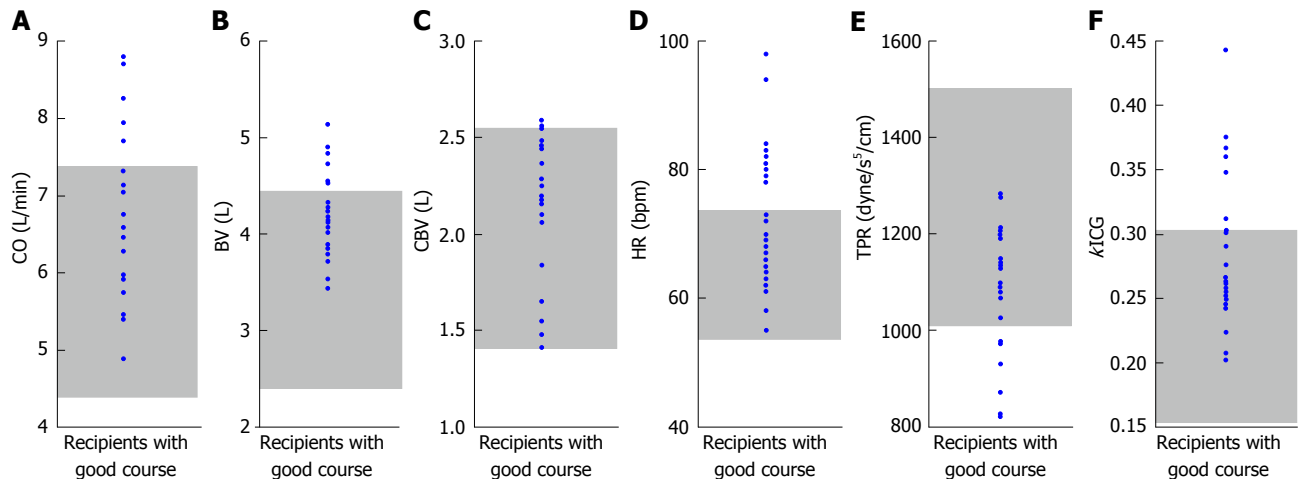 A
CO (L/min)
9
8
7
6
5
4
Recipients with
good course
B
BV (L)
6
5
4
3
2
Recipients with
good course
C
CBV (L)
3.0
2.5
2.0
1.5
1.0
Recipients with
good course
D
HR (bpm)
100
80
60
40
Recipients with
good course
E
TPR (dyne/s⁵/cm)
1600
1400
1200
1000
800
Recipients with
good course
F
kICG
0.45
0.40
0.35
0.30
0.25
0.20
0.15
Recipients with
good course